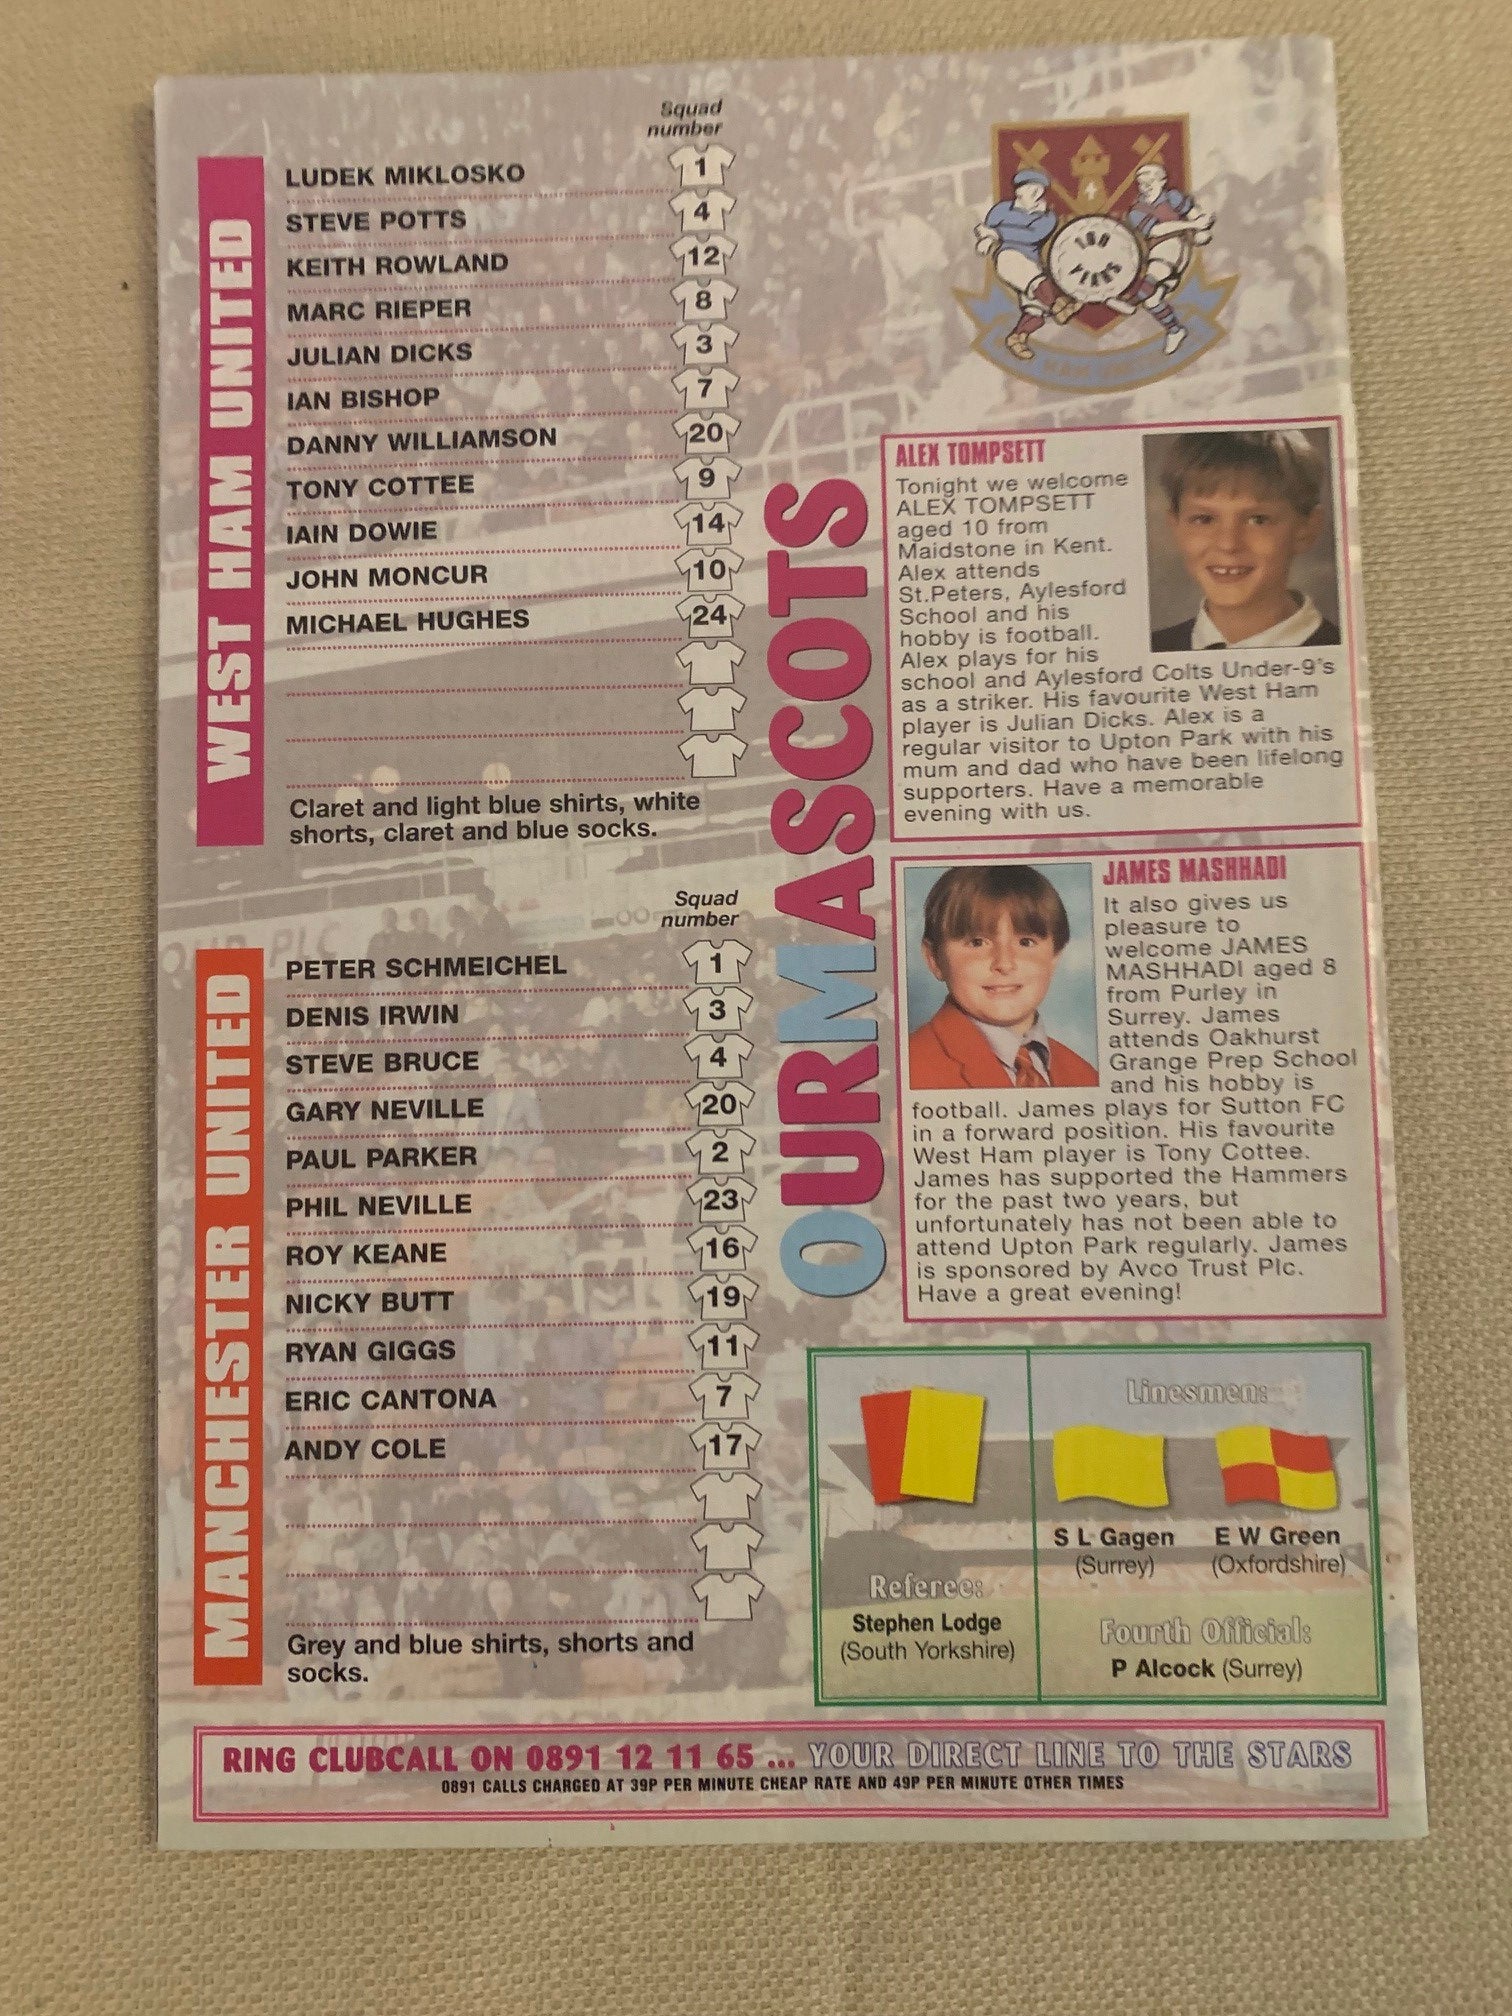 Squad
number
WEST HAM UNITED
LUDEK MIKLOSKO 1
STEVE POTTS 4
KEITH ROWLAND 12
MARC RIEPER 8
JULIAN DICKS 3
IAN BISHOP 7
DANNY WILLIAMSON 20
TONY COTTEE 9
IAIN DOWIE 14
JOHN MONCUR 10
MICHAEL HUGHES 24
Claret and light blue shirts, white
shorts, claret and blue socks.
Squad
number
MANCHESTER UNITED
PETER SCHMEICHEL 1
DENIS IRWIN 3
STEVE BRUCE 4
GARY NEVILLE 20
PAUL PARKER 2
PHIL NEVILLE 23
ROY KEANE 16
NICKY BUTT 19
RYAN GIGGS 11
ERIC CANTONA 7
ANDY COLE 17
Grey and blue shirts, shorts and
socks.
100
YEARS
OUR MASCOTS
ALEX TOMPSETT
Tonight we welcome
ALEX TOMPSETT
aged 10 from
Maidstone in Kent.
Alex attends
St.Peters, Aylesford
School and his
hobby is football.
Alex plays for his
school and Aylesford Colts Under-9's
as a striker. His favourite West Ham
player is Julian Dicks. Alex is a
regular visitor to Upton Park with his
mum and dad who have been lifelong
supporters. Have a memorable
evening with us.
JAMES MASHHADI
It also gives us
pleasure to
welcome JAMES
MASHHADI aged 8
from Purley in
Surrey. James
attends Oakhurst
Grange Prep School
and his hobby is
football. James plays for Sutton FC
in a forward position. His favourite
West Ham player is Tony Cottee.
James has supported the Hammers
for the past two years, but
unfortunately has not been able to
attend Upton Park regularly. James
is sponsored by Avco Trust Plc.
Have a great evening!
Referee:
Stephen Lodge
(South Yorkshire)
Linesmen:
S L Gagen E W Green
(Surrey) (Oxfordshire)
Fourth Official:
P Alcock (Surrey)
RING CLUBCALL ON 0891 12 11 65 ... YOUR DIRECT LINE TO THE STARS
0891 CALLS CHARGED AT 39P PER MINUTE CHEAP RATE AND 49P PER MINUTE OTHER TIMES